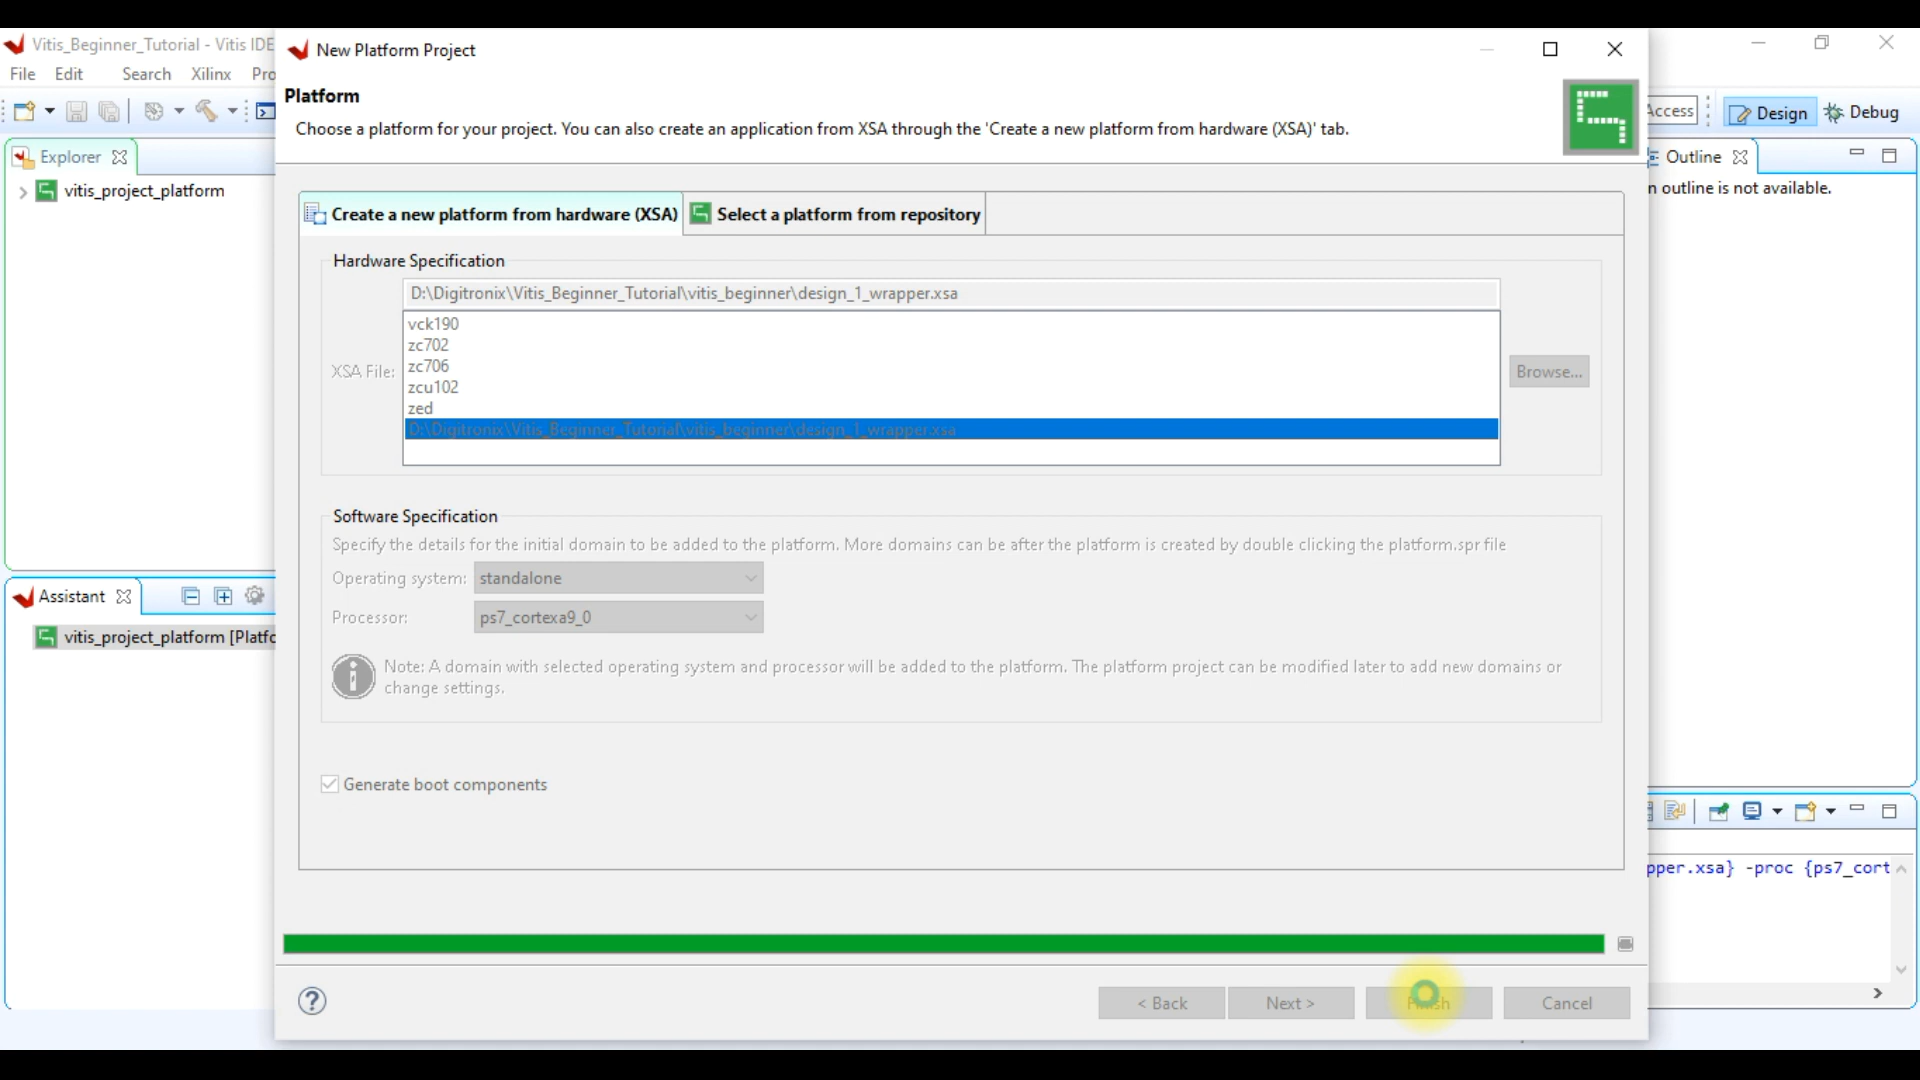 Vitis_Beginner_Tutorial - Vitis IDE
File Edit Search Xilinx Pro
Explorer
vitis_project_platform
Assistant
vitis_project_platform [Platfo
New Platform Project
Platform
Choose a platform for your project. You can also create an application from XSA through the 'Create a new platform from hardware (XSA)' tab.
Create a new platform from hardware (XSA)
Select a platform from repository
Hardware Specification
D:\Digitronix\Vitis_Beginner_Tutorial\vitis_beginner\design_1_wrapper.xsa
XSA File:
vck190
zc702
zc706
zcu102
zed
D:\Digitronix\Vitis_Beginner_Tutorial\vitis_beginner\design_1_wrapper.xsa
Browse...
Software Specification
Specify the details for the initial domain to be added to the platform. More domains can be after the platform is created by double clicking the platform.spr file
Operating system: standalone
Processor: ps7_cortexa9_0
Note: A domain with selected operating system and processor will be added to the platform. The platform project can be modified later to add new domains or
change settings.
Generate boot components
< Back
Next >
Finish
Cancel
Access
Design
Debug
Outline
n outline is not available.
pper.xsa} -proc {ps7_cort